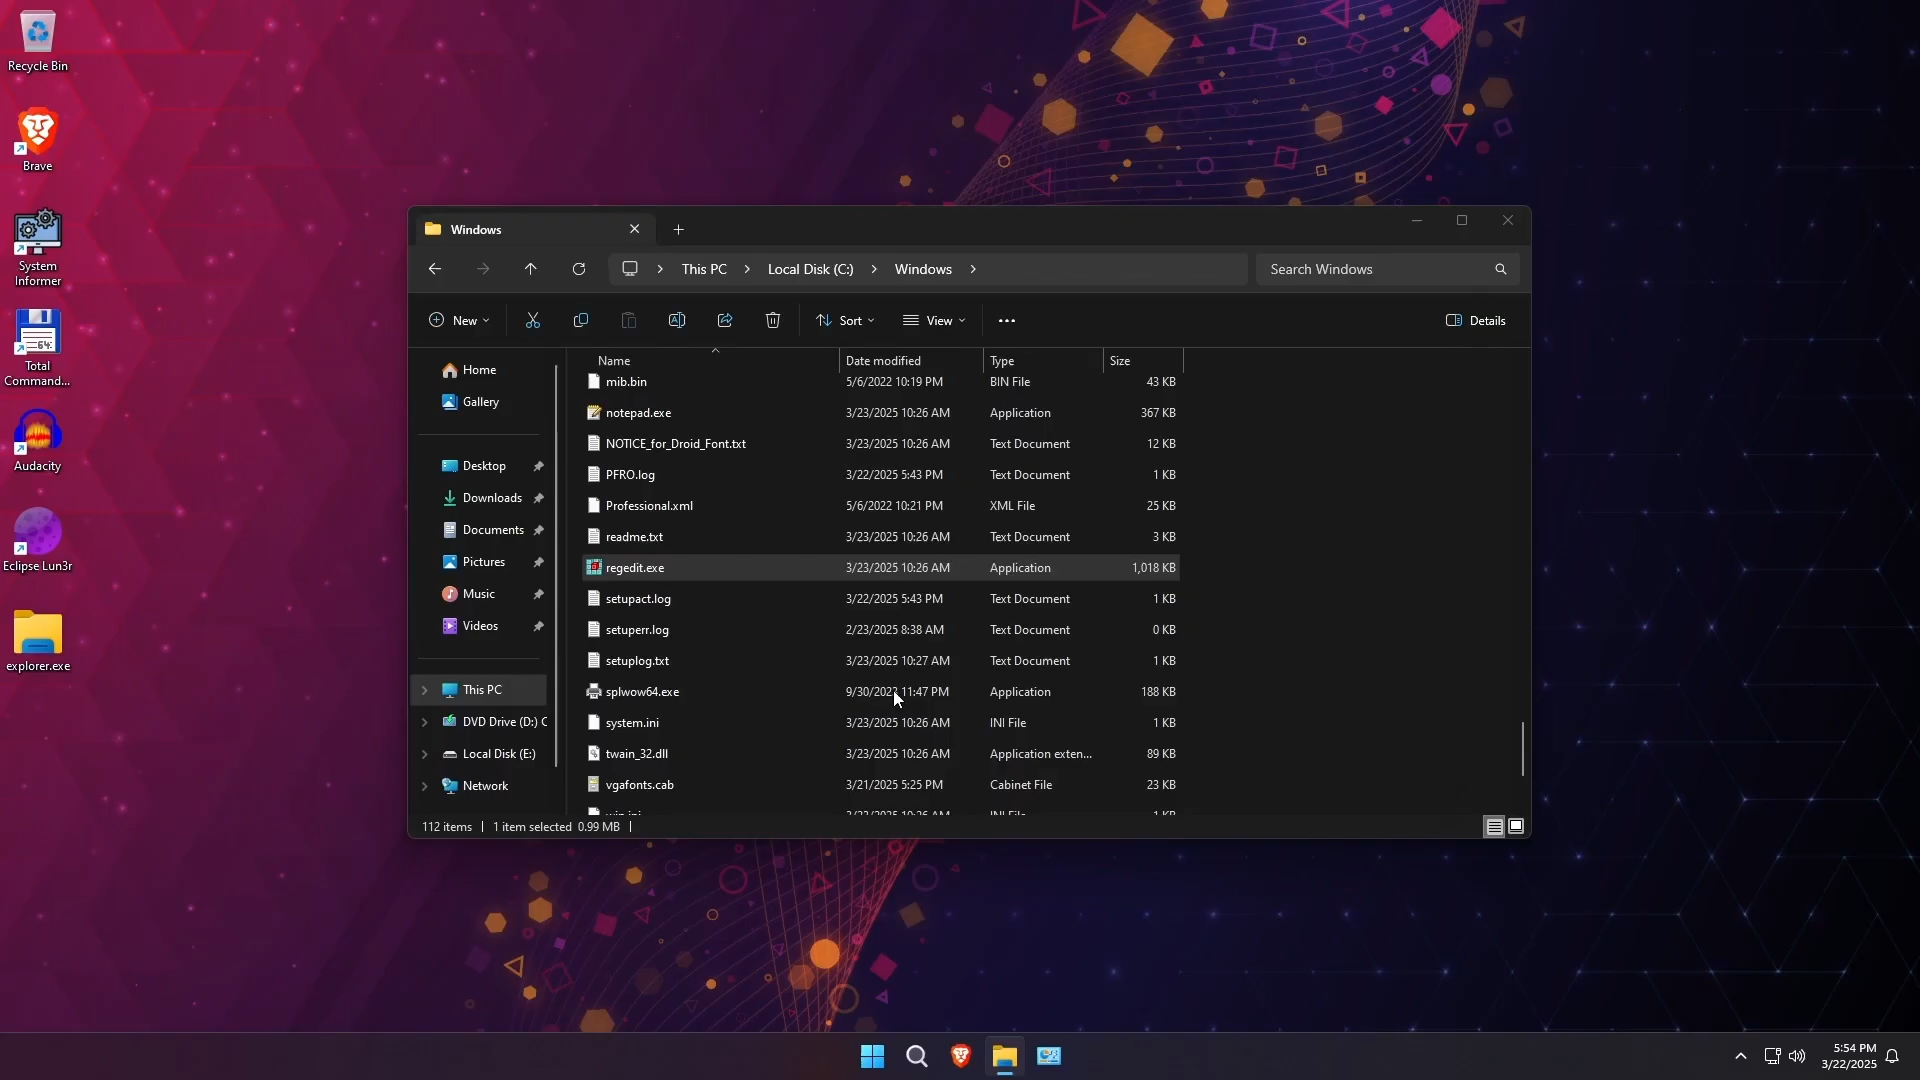 Recycle Bin
Brave
System
Informer
64
Total
Command...
Audacity
Eclipse Lun3r
explorer.exe
Windows
This PC
Local Disk (C:)
Windows
Search Windows
New
Sort
View
Details
Home
Gallery
Desktop
Downloads
Documents
Pictures
Music
Videos
This PC
DVD Drive (D:) C
Local Disk (E:)
Network
Name Date modified Type Size
mib.bin 5/6/2022 10:19 PM BIN File 43 KB
notepad.exe 3/23/2025 10:26 AM Application 367 KB
NOTICE_for_Droid_Font.txt 3/23/2025 10:26 AM Text Document 12 KB
PFRO.log 3/22/2025 5:43 PM Text Document 1 KB
Professional.xml 5/6/2022 10:21 PM XML File 25 KB
readme.txt 3/23/2025 10:26 AM Text Document 3 KB
regedit.exe 3/23/2025 10:26 AM Application 1,018 KB
setupact.log 3/22/2025 5:43 PM Text Document 1 KB
setuperr.log 2/23/2025 8:38 AM Text Document 0 KB
setuplog.txt 3/23/2025 10:27 AM Text Document 1 KB
splwow64.exe 11:47 PM Application 188 KB
system.ini 3/23/2025 10:26 AM INI File 1 KB
twain_32.dll 3/23/2025 10:26 AM Application exten... 89 KB
vgafonts.cab 3/21/2025 5:25 PM Cabinet File 23 KB
112 items 1 item selected 0.99 MB
5:54 PM
3/22/2025